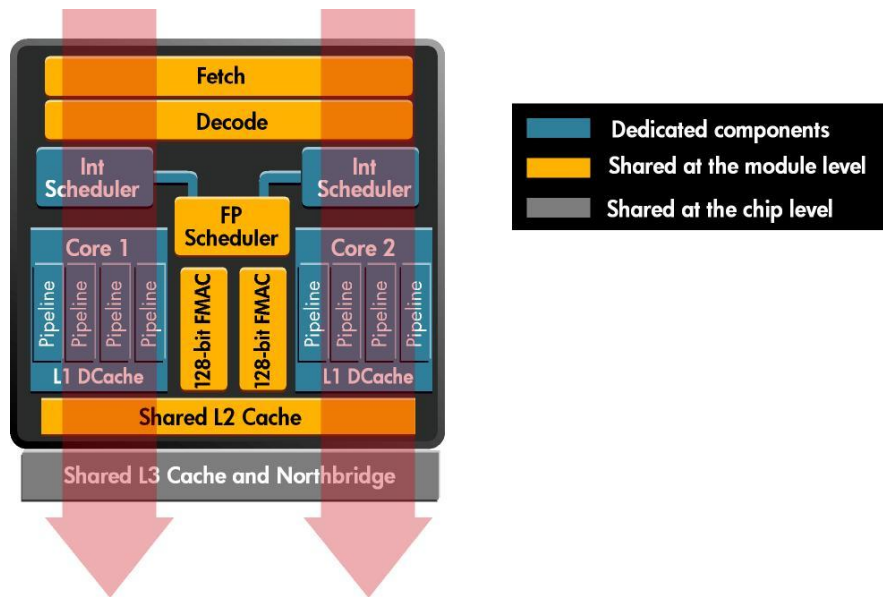 Fetch
Decode
Int
Scheduler
Int
Scheduler
FP
Scheduler
Core 1
Pipeline
Pipeline
Pipeline
Pipeline
L1 DCache
128-bit FMAC
128-bit FMAC
Core 2
Pipeline
Pipeline
Pipeline
Pipeline
L1 DCache
Shared L2 Cache
Shared L3 Cache and Northbridge
Dedicated components
Shared at the module level
Shared at the chip level